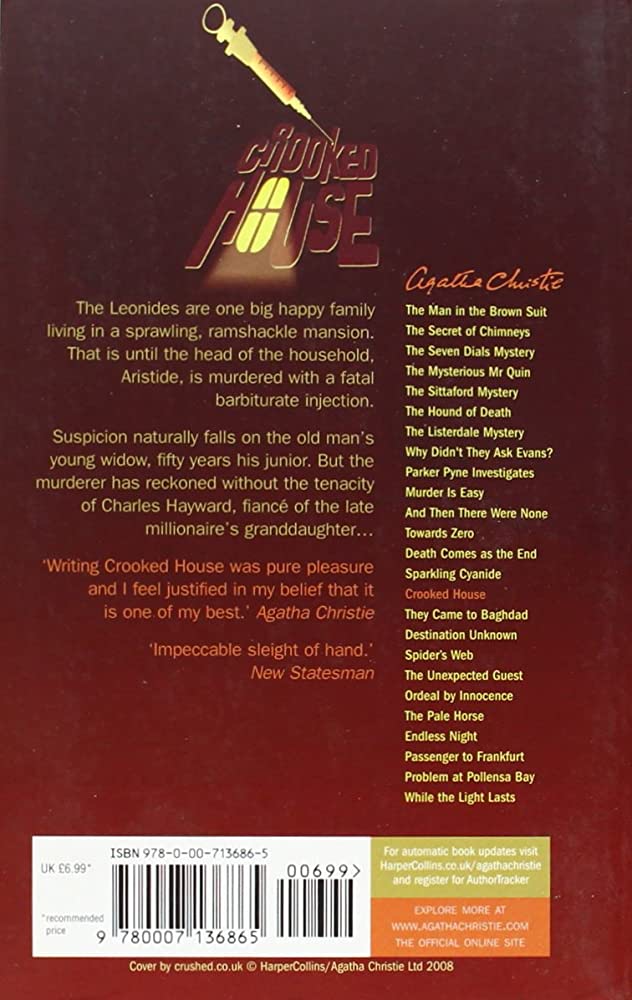 CROOKED
HOUSE
The Leonides are one big happy family
living in a sprawling, ramshackle mansion.
That is until the head of the household,
Aristide, is murdered with a fatal
barbiturate injection.
Suspicion naturally falls on the old man's
young widow, fifty years his junior. But the
murderer has reckoned without the tenacity
of Charles Hayward, fiancé of the late
millionaire's granddaughter...
'Writing Crooked House was pure pleasure
and I feel justified in my belief that it
is one of my best.' Agatha Christie
'Impeccable sleight of hand.'
New Statesman
Agatha Christie
The Man in the Brown Suit
The Secret of Chimneys
The Seven Dials Mystery
The Mysterious Mr Quin
The Sittaford Mystery
The Hound of Death
The Listerdale Mystery
Why Didn't They Ask Evans?
Parker Pyne Investigates
Murder Is Easy
And Then There Were None
Towards Zero
Death Comes as the End
Sparkling Cyanide
Crooked House
They Came to Baghdad
Destination Unknown
Spider's Web
The Unexpected Guest
Ordeal by Innocence
The Pale Horse
Endless Night
Passenger to Frankfurt
Problem at Pollensa Bay
While the Light Lasts
UK £6.99*
*recommended
price
ISBN 978-0-00-713686-5
00699>
9 780007 136865
For automatic book updates visit
HarperCollins.co.uk/agathachristie
and register for AuthorTracker
EXPLORE MORE AT
WWW.AGATHACHRISTIE.COM
THE OFFICIAL ONLINE SITE
Cover by crushed.co.uk © HarperCollins/Agatha Christie Ltd 2008